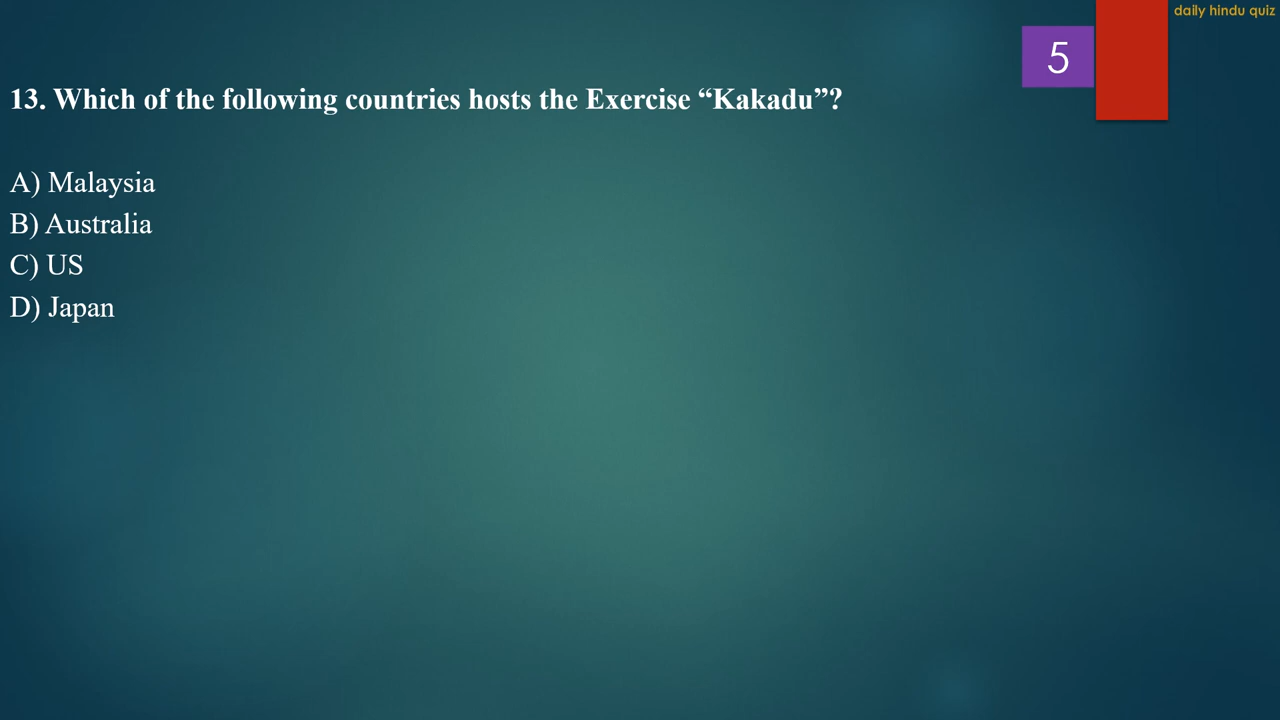 daily hindu quiz
5
13. Which of the following countries hosts the Exercise “Kakadu”?
A) Malaysia
B) Australia
C) US
D) Japan